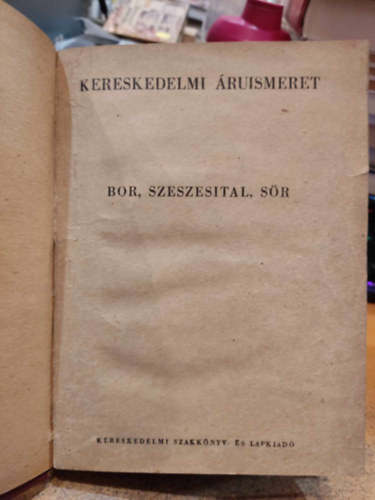 KERESKEDELMI ÁRUISMERET
BOR, SZESZESITAL, SÖR
KERESKEDELMI SZAKKÖNYV- ÉS LAPKIADÓ